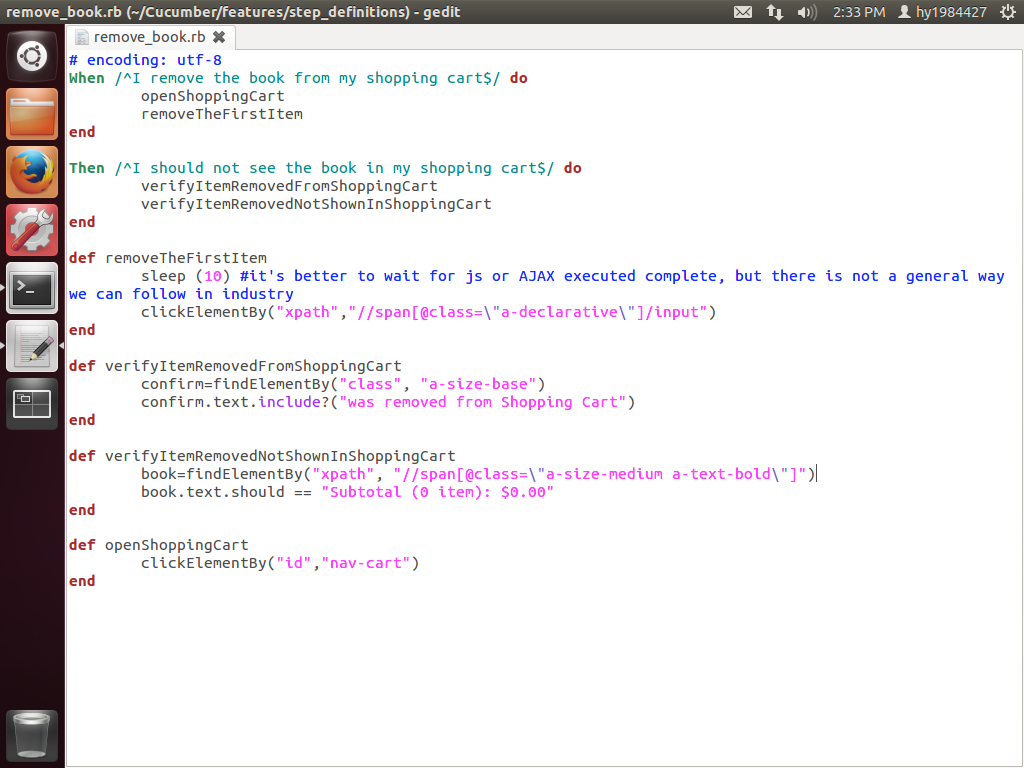 remove_book.rb (~/Cucumber/features/step_definitions) - gedit
2:33 PM hy1984427
remove_book.rb
# encoding: utf-8
When /^I remove the book from my shopping cart$/ do
openShoppingCart
removeTheFirstItem
end
Then /^I should not see the book in my shopping cart$/ do
verifyItemRemovedFromShoppingCart
verifyItemRemovedNotShownInShoppingCart
end
def removeTheFirstItem
sleep (10) #it's better to wait for js or AJAX executed complete, but there is not a general way
we can follow in industry
clickElementBy("xpath","//span[@class=\"a-declarative\"]/input")
end
def verifyItemRemovedFromShoppingCart
confirm=findElementBy("class", "a-size-base")
confirm.text.include?("was removed from Shopping Cart")
end
def verifyItemRemovedNotShownInShoppingCart
book=findElementBy("xpath", "//span[@class=\"a-size-medium a-text-bold\"]")
book.text.should == "Subtotal (0 item): $0.00"
end
def openShoppingCart
clickElementBy("id","nav-cart")
end